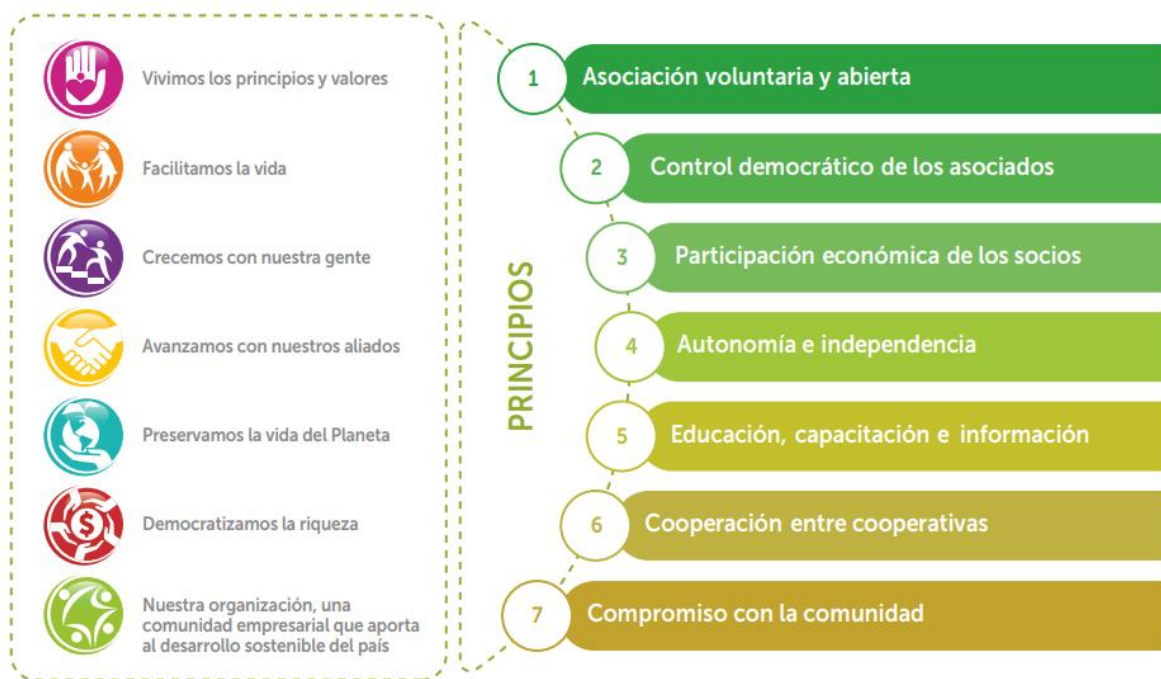 Vivimos los principios y valores
Facilitamos la vida
Crecemos con nuestra gente
Avanzamos con nuestros aliados
Preservamos la vida del Planeta
$
Democratizamos la riqueza
Nuestra organización, una
comunidad empresarial que aporta
al desarrollo sostenible del país
PRINCIPIOS
1 Asociación voluntaria y abierta
2 Control democrático de los asociados
3 Participación económica de los socios
4 Autonomía e independencia
5 Educación, capacitación e información
6 Cooperación entre cooperativas
7 Compromiso con la comunidad